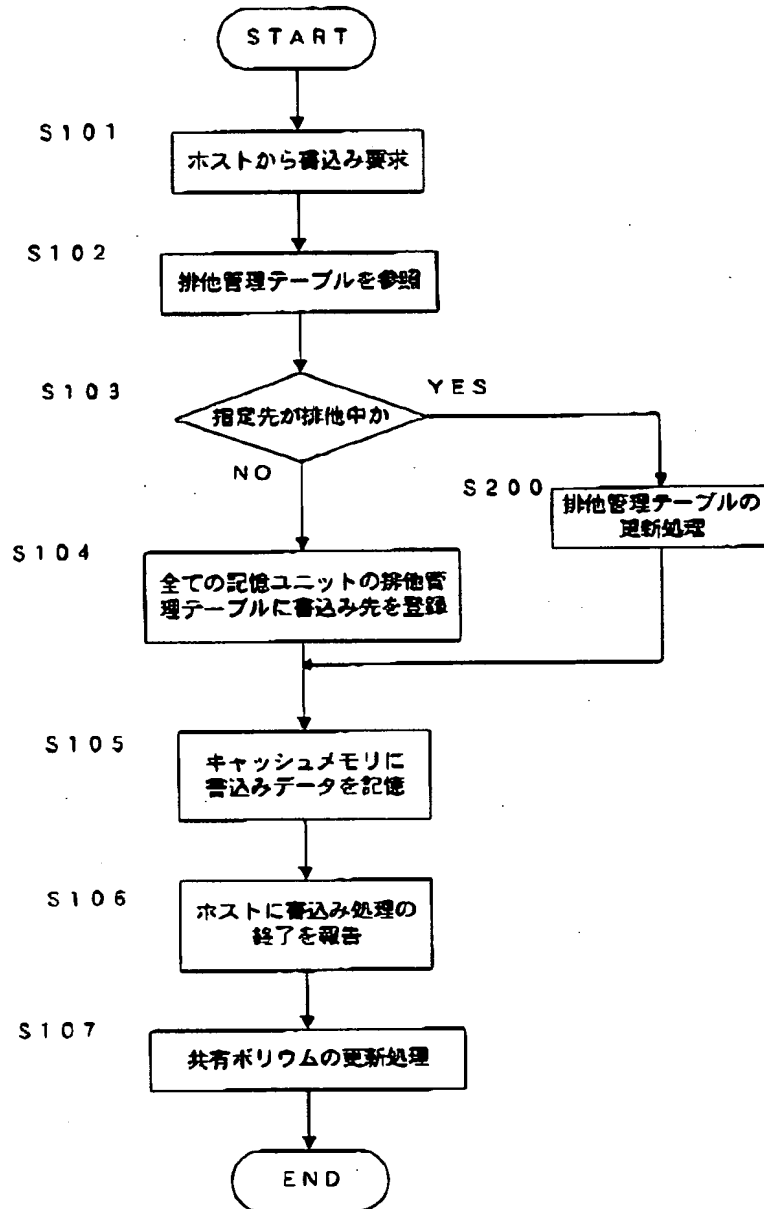 START
S101
ホストから書込み要求
S102
排他管理テーブルを参照
S103
指定先が排他中か
YES
NO
S200
排他管理テーブルの
更新処理
S104
全ての記憶ユニットの排他管
理テーブルに書込み先を登録
S105
キャッシュメモリに
書込みデータを記憶
S106
ホストに書込み処理の
終了を報告
S107
共有ボリウムの更新処理
END